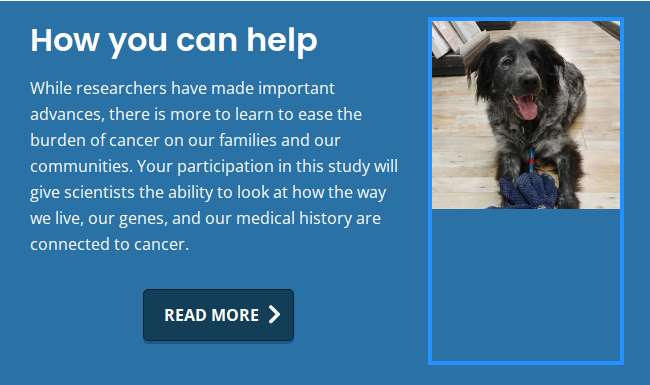 How you can help
While researchers have made important
advances, there is more to learn to ease the
burden of cancer on our families and our
communities. Your participation in this study will
give scientists the ability to look at how the way
we live, our genes, and our medical history are
connected to cancer.
READ MORE